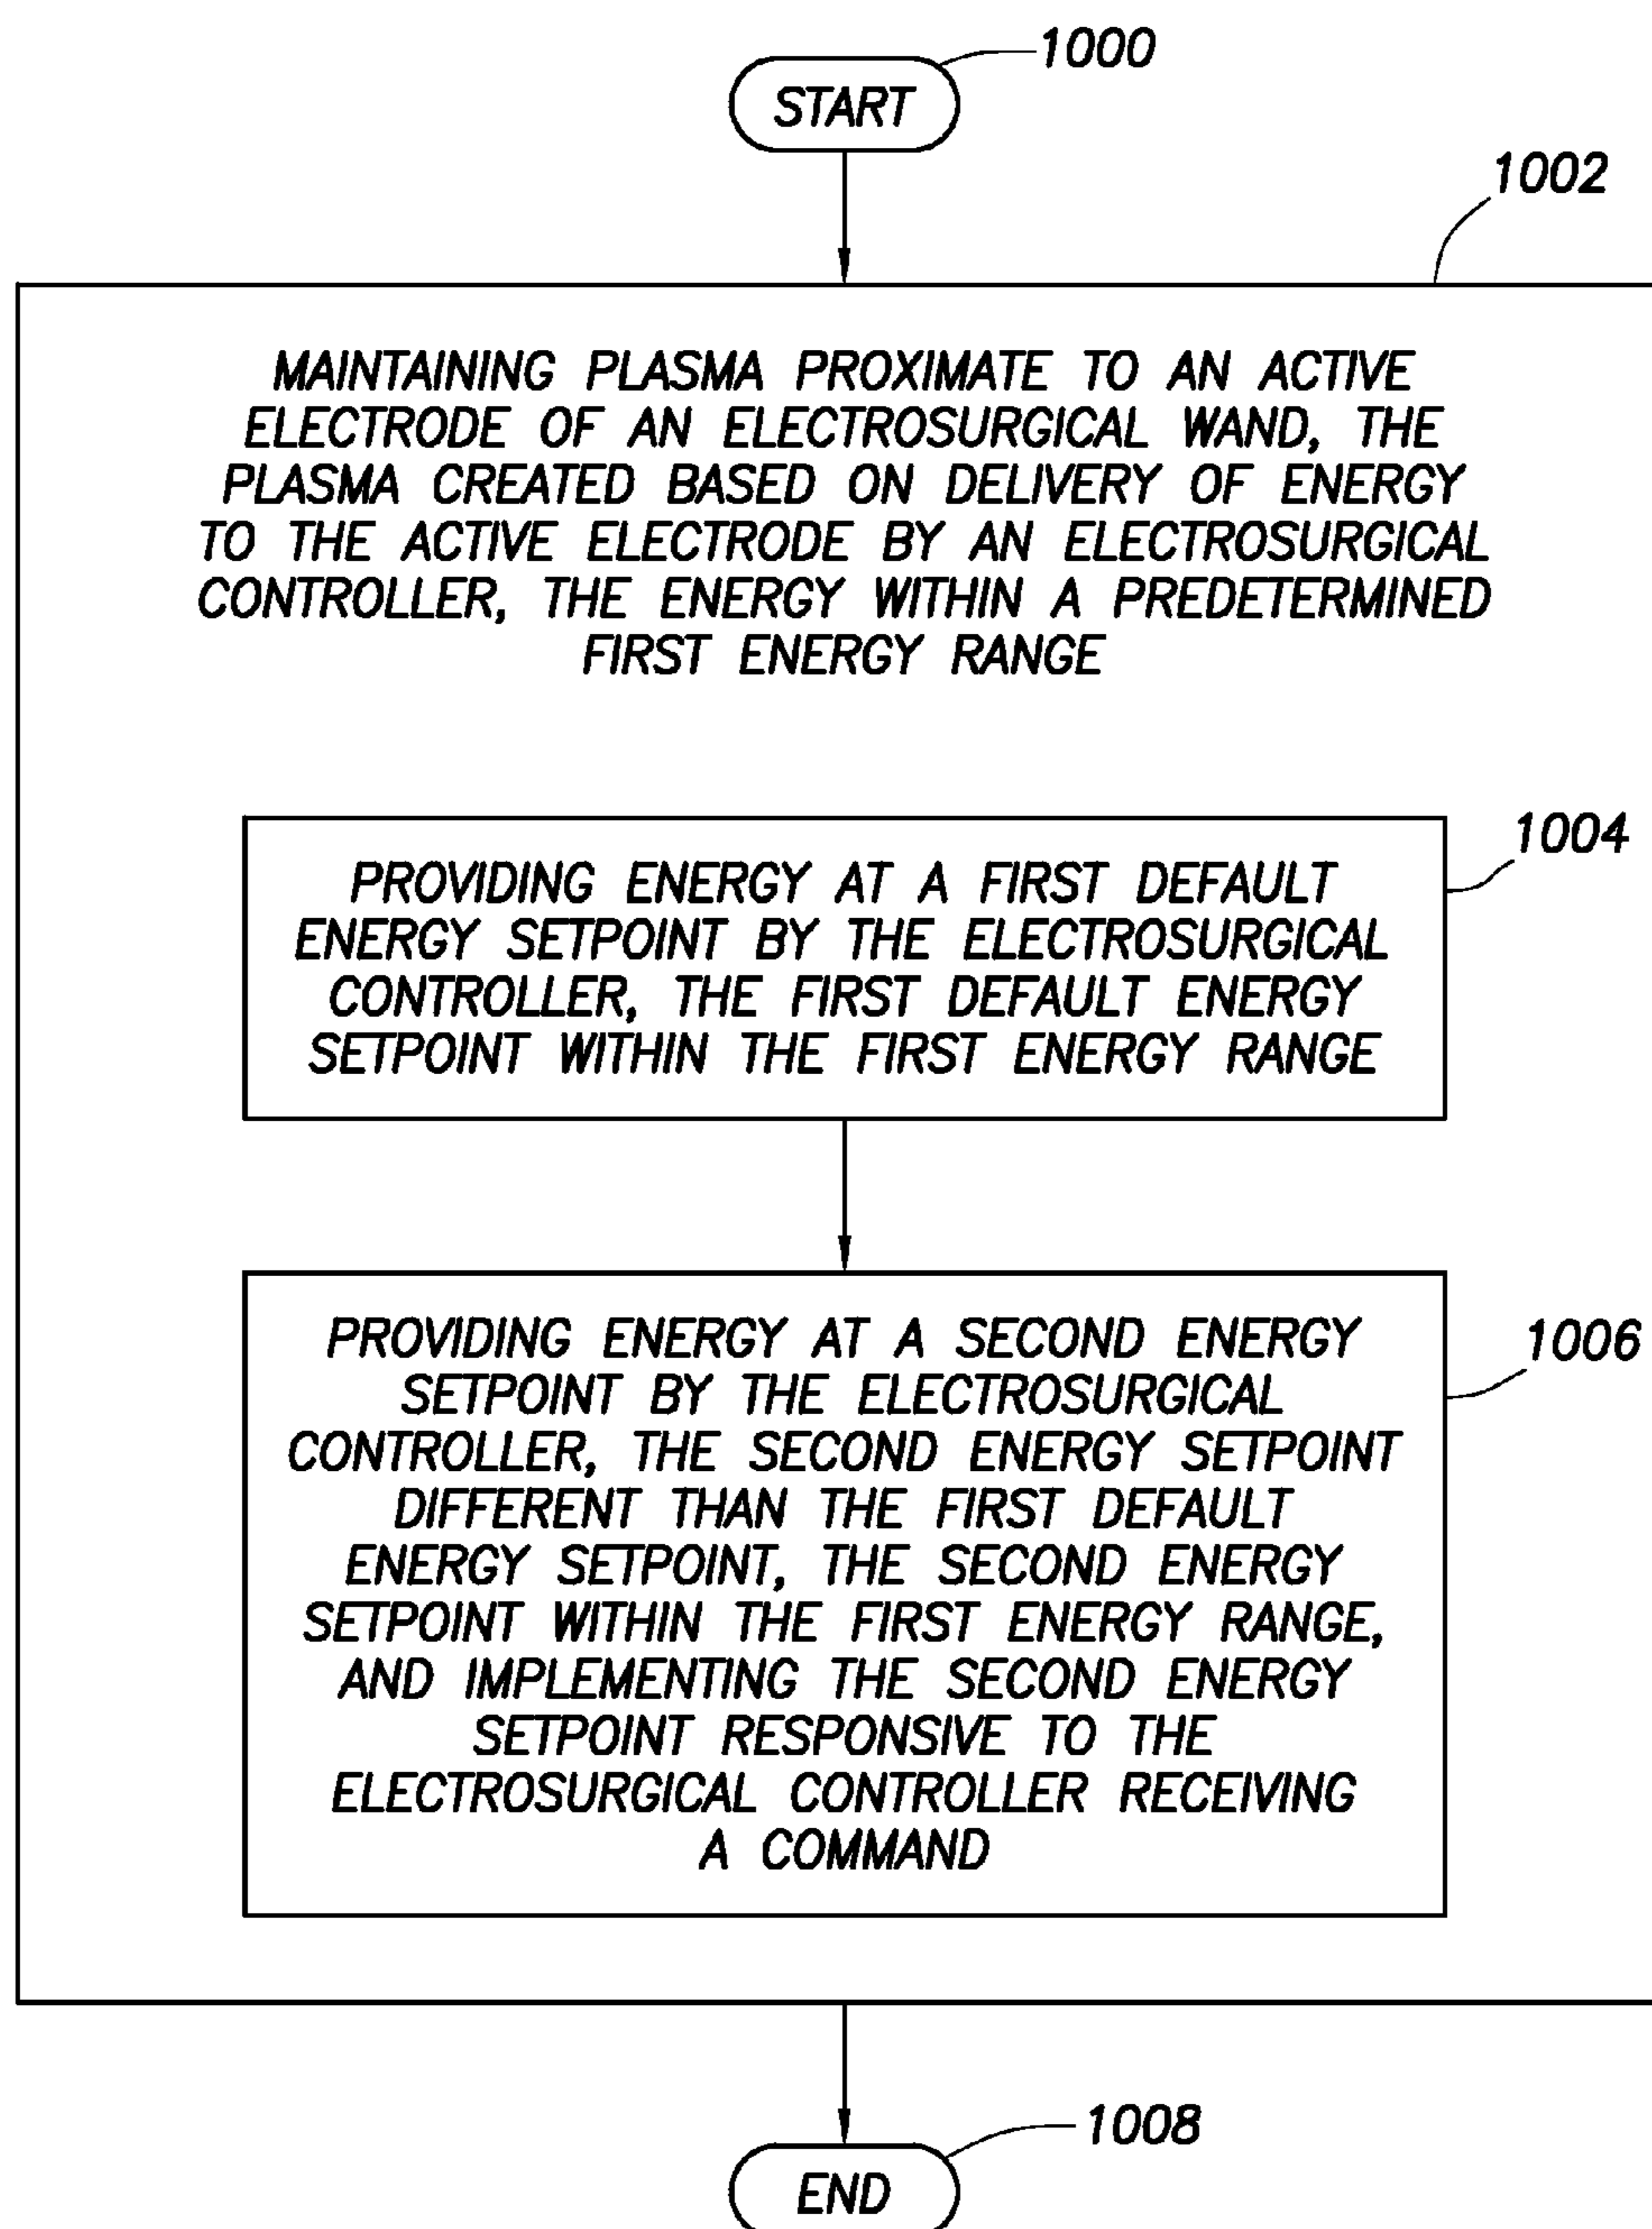 1000
START
1002
MAINTAINING PLASMA PROXIMATE TO AN ACTIVE
ELECTRODE OF AN ELECTROSURGICAL WAND, THE
PLASMA CREATED BASED ON DELIVERY OF ENERGY
TO THE ACTIVE ELECTRODE BY AN ELECTROSURGICAL
CONTROLLER, THE ENERGY WITHIN A PREDETERMINED
FIRST ENERGY RANGE
1004
PROVIDING ENERGY AT A FIRST DEFAULT
ENERGY SETPOINT BY THE ELECTROSURGICAL
CONTROLLER, THE FIRST DEFAULT ENERGY
SETPOINT WITHIN THE FIRST ENERGY RANGE
1006
PROVIDING ENERGY AT A SECOND ENERGY
SETPOINT BY THE ELECTROSURGICAL
CONTROLLER, THE SECOND ENERGY SETPOINT
DIFFERENT THAN THE FIRST DEFAULT
ENERGY SETPOINT, THE SECOND ENERGY
SETPOINT WITHIN THE FIRST ENERGY RANGE,
AND IMPLEMENTING THE SECOND ENERGY
SETPOINT RESPONSIVE TO THE
ELECTROSURGICAL CONTROLLER RECEIVING
A COMMAND
1008
END